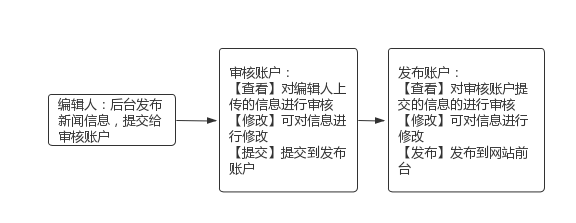 编辑人：后台发布
新闻信息，提交给
审核账户
审核账户：
【查看】对编辑人上
传的信息进行审核
【修改】可对信息进
行修改
【提交】提交到发布
账户
发布账户：
【查看】对审核账户提
交的信息的进行审核
【修改】可对信息进行
修改
【发布】发布到网站前
台